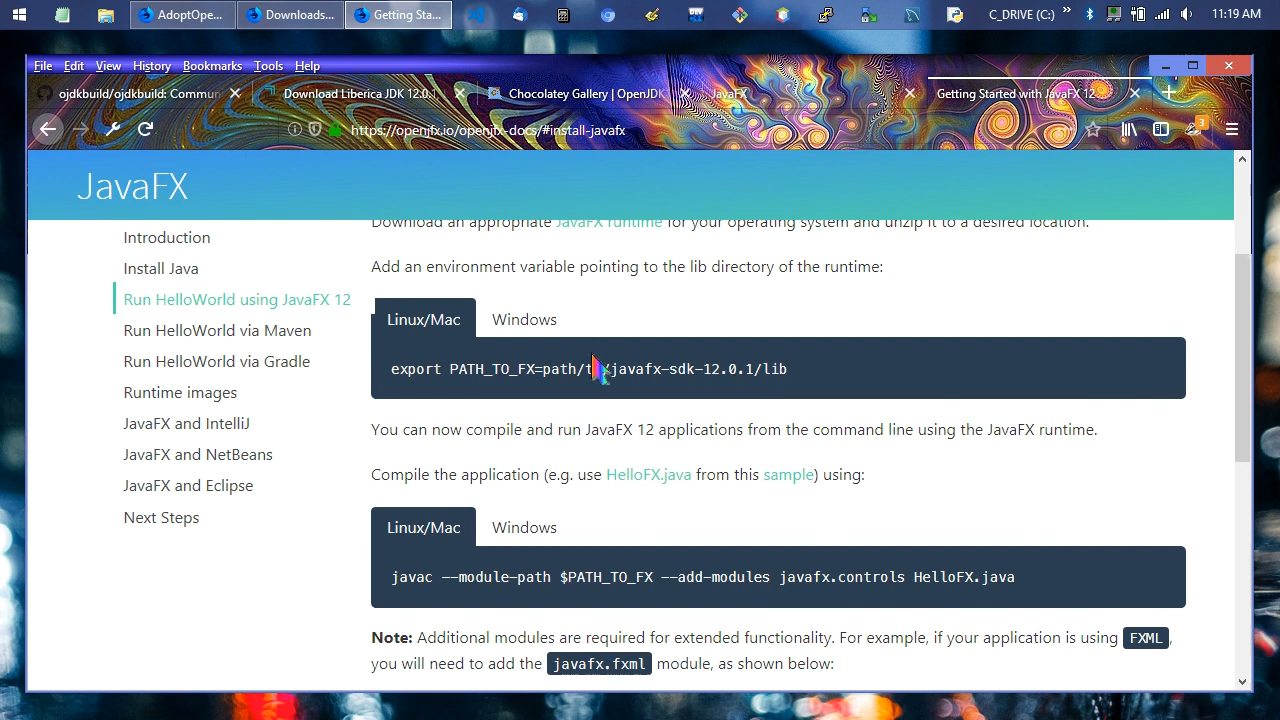 AdoptOpe...
Downloads...
Getting Sta...
C_DRIVE (C:)
11:19 AM
File Edit View History Bookmarks Tools Help
ojdkbuild/ojdkbuild: Commun
Download Liberica JDK 12.0.
Chocolatey Gallery | OpenJDK
JavaFX
Getting Started with JavaFX 12
https://openjfx.io/openjfx-docs/#install-javafx
3
JavaFX
Introduction
Install Java
Run HelloWorld using JavaFX 12
Run HelloWorld via Maven
Run HelloWorld via Gradle
Runtime images
JavaFX and IntelliJ
JavaFX and NetBeans
JavaFX and Eclipse
Next Steps
Download an appropriate JavaFX runtime for your operating system and unzip it to a desired location.
Add an environment variable pointing to the lib directory of the runtime:
Linux/Mac Windows
export PATH_TO_FX=path/to/javafx-sdk-12.0.1/lib
You can now compile and run JavaFX 12 applications from the command line using the JavaFX runtime.
Compile the application (e.g. use HelloFX.java from this sample) using:
Linux/Mac Windows
javac --module-path $PATH_TO_FX --add-modules javafx.controls HelloFX.java
Note: Additional modules are required for extended functionality. For example, if your application is using FXML,
you will need to add the javafx.fxml module, as shown below: